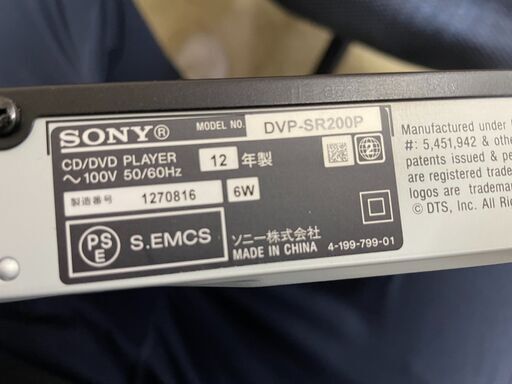 SONY® MODEL NO. DVP-SR200P
CD/DVD PLAYER 12 年製
～100V 50/60Hz
2
製造番号 1270816 6W
PS
E
S.EMCS
ソニー株式会社
MADE IN CHINA 4-199-799-01
Manufactured under
#: 5,451,942 & othe
patents issued & pe
are registered trade
logos are tradema
© DTS, Inc. All Rig